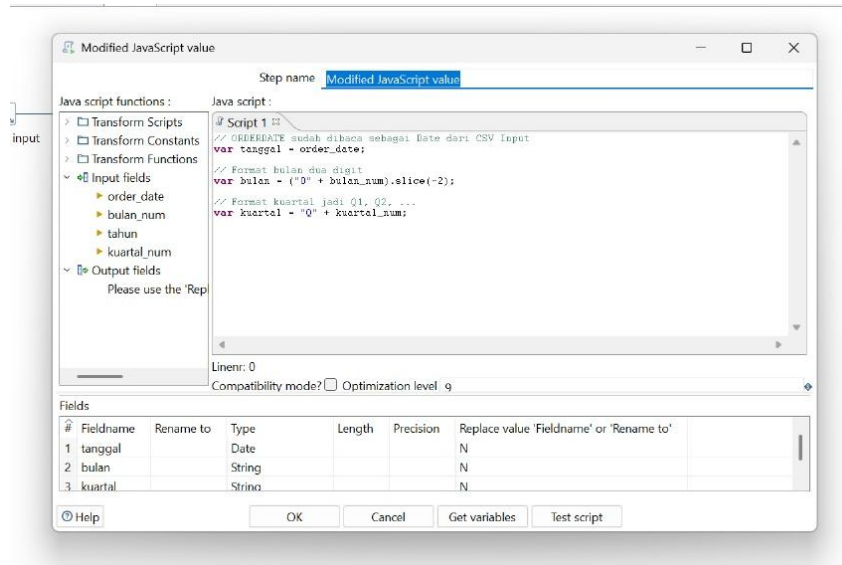 Modified JavaScript value
Step name Modified JavaScript value
input
Java script functions :
Transform Scripts
Transform Constants
Transform Functions
Input fields
order_date
bulan_num
tahun
kuartal_num
Output fields
Please use the 'Repl
Java script :
Script 1
// ORDERDATE sudah dibaca sebagai Date dari CSV Input
var tanggal = order_date;
// Format bulan dua digit
var bulan = ("0" + bulan_num).slice(-2);
// Format kuartal jadi Q1, Q2, ...
var kuartal = "Q" + kuartal_num;
Linenr: 0
Compatibility mode? Optimization level 9
Fields
# Fieldname Rename to Type Length Precision Replace value 'Fieldname' or 'Rename to'
1 tanggal Date N
2 bulan String N
3 kuartal String N
Help OK Cancel Get variables Test script